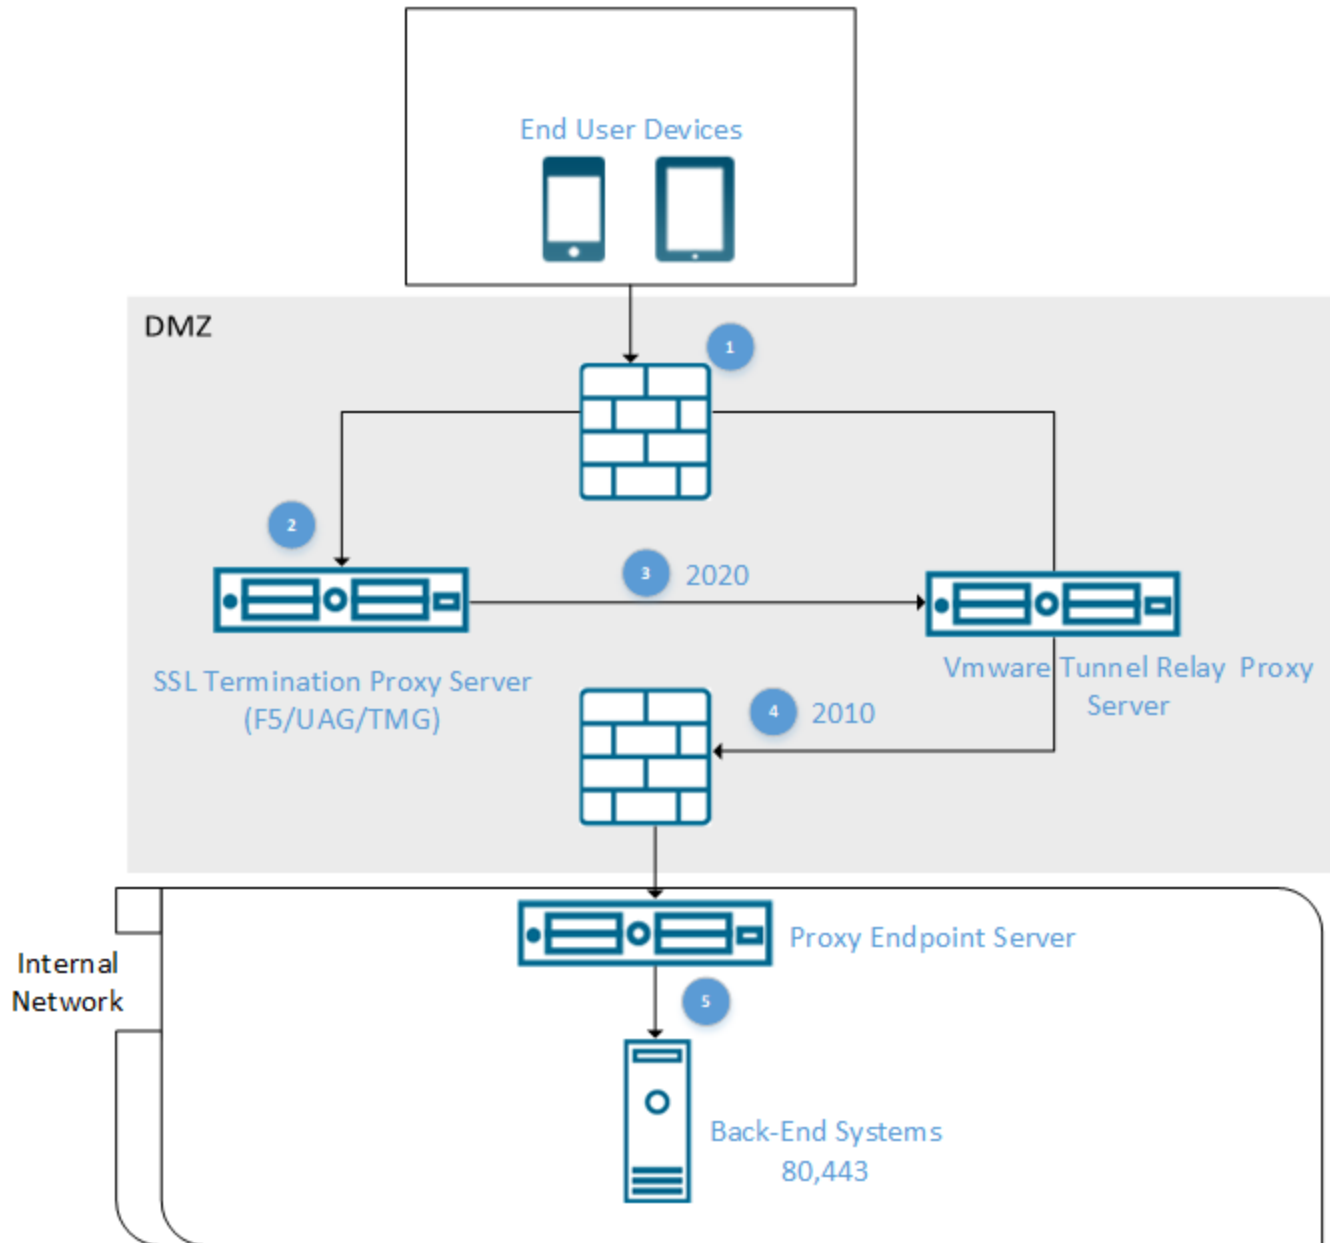 End User Devices
DMZ
1
2
3
2020
SSL Termination Proxy Server
(F5/UAG/TMG)
Vmware Tunnel Relay Proxy
Server
4
2010
Proxy Endpoint Server
Internal
Network
5
Back-End Systems
80,443